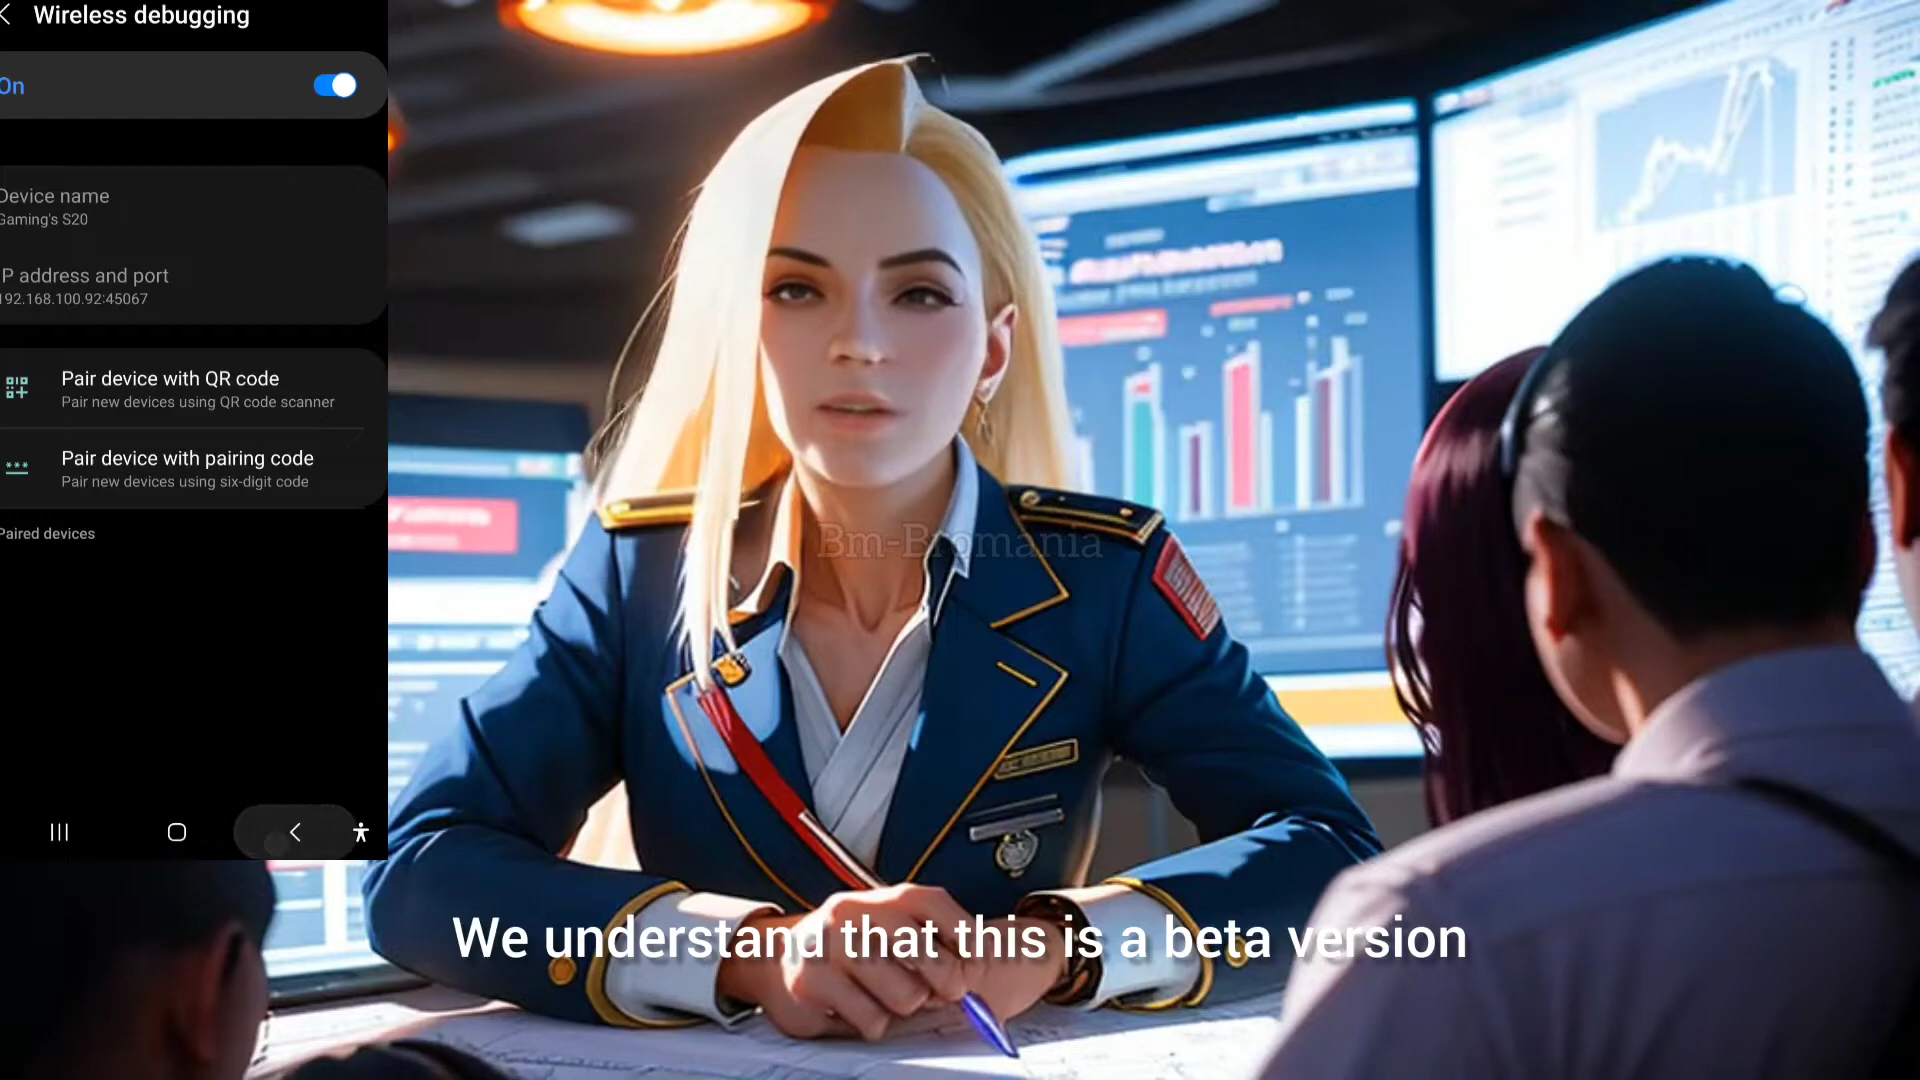 Wireless debugging
On
Device name
Gaming's S20
IP address and port
192.168.100.92:45067
Pair device with QR code
Pair new devices using QR code scanner
Pair device with pairing code
Pair new devices using six-digit code
Paired devices
Bm-Bromania
We understand that this is a beta version